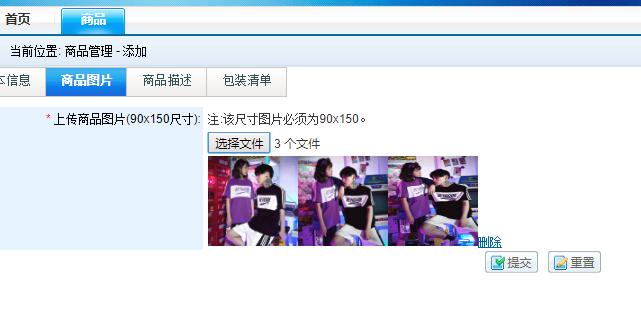 首页 商品
当前位置: 商品管理 - 添加
本信息 商品图片 商品描述 包装清单
* 上传商品图片(90x150尺寸): 注:该尺寸图片必须为90x150。
选择文件 3 个文件
删除
提交 重置